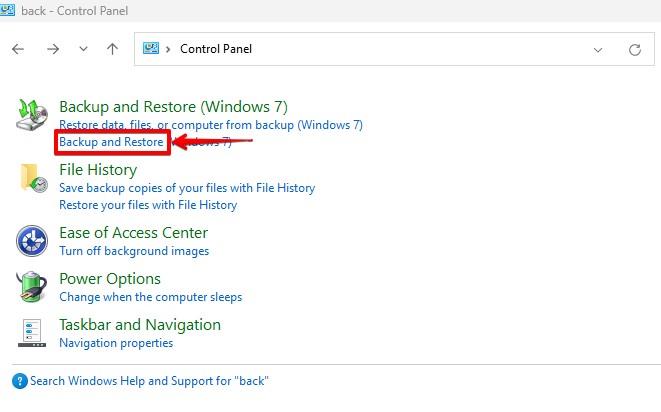 back - Control Panel
Control Panel
Backup and Restore (Windows 7)
Restore data, files, or computer from backup (Windows 7)
Backup and Restore (Windows 7)
File History
Save backup copies of your files with File History
Restore your files with File History
Ease of Access Center
Turn off background images
Power Options
Change when the computer sleeps
Taskbar and Navigation
Navigation properties
Search Windows Help and Support for "back"